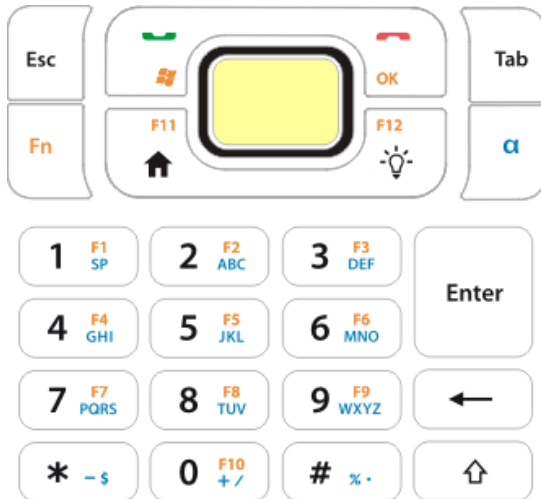 Esc
Tab
OK
Fn
F11
F12
α
1 F1 SP
2 F2 ABC
3 F3 DEF
Enter
4 F4 GHI
5 F5 JKL
6 F6 MNO
7 F7 PQRS
8 F8 TUV
9 F9 WXYZ
* - $
0 F10 + /
# % ·